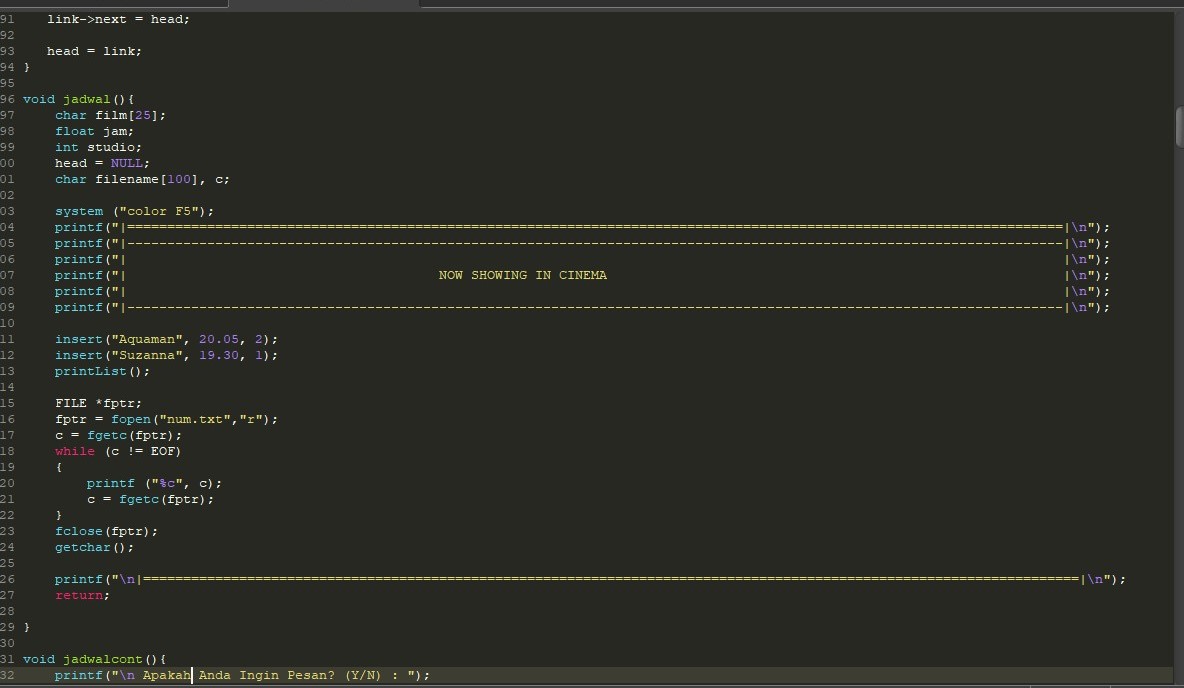 91    link->next = head;
92
93    head = link;
94 }
95
96 void jadwal(){
97     char film[25];
98     float jam;
99     int studio;
00     head = NULL;
01     char filename[100], c;
02
03     system ("color F5");
04     printf("|=====================================================================================================================|\n");
05     printf("|---------------------------------------------------------------------------------------------------------------------|\n");
06     printf("|                                                                                                                     |\n");
07     printf("|                                       NOW SHOWING IN CINEMA                                                         |\n");
08     printf("|                                                                                                                     |\n");
09     printf("|---------------------------------------------------------------------------------------------------------------------|\n");
10
11     insert("Aquaman", 20.05, 2);
12     insert("Suzanna", 19.30, 1);
13     printList();
14
15     FILE *fptr;
16     fptr = fopen("num.txt","r");
17     c = fgetc(fptr);
18     while (c != EOF)
19     {
20         printf ("%c", c);
21         c = fgetc(fptr);
22     }
23     fclose(fptr);
24     getchar();
25
26     printf("\n|=====================================================================================================================|\n");
27     return;
28
29 }
30
31 void jadwalcont(){
32     printf("\n Apakah Anda Ingin Pesan? (Y/N) : ");